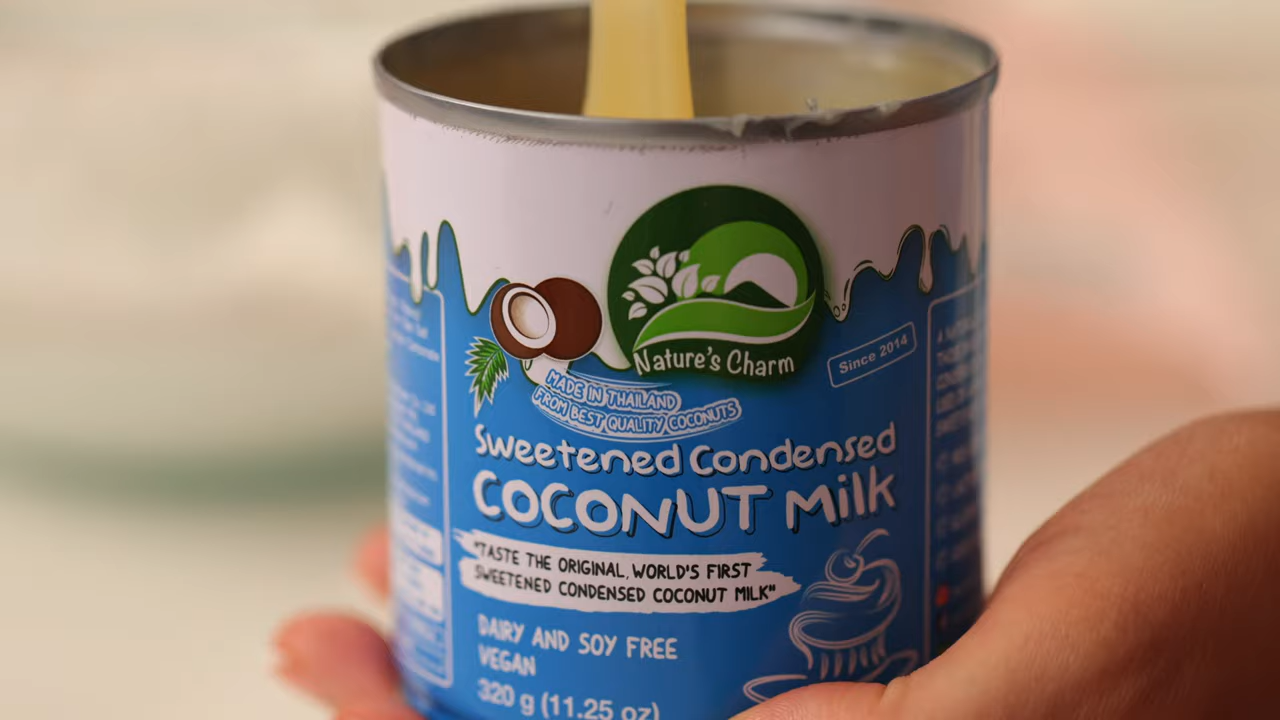 Nature's Charm
Since 2014
MADE IN THAILAND
FROM BEST QUALITY COCONUTS
Sweetened Condensed
COCONUT Milk
"TASTE THE ORIGINAL, WORLD'S FIRST
SWEETENED CONDENSED COCONUT MILK"
DAIRY AND SOY FREE
VEGAN
320 g (11.25 oz)